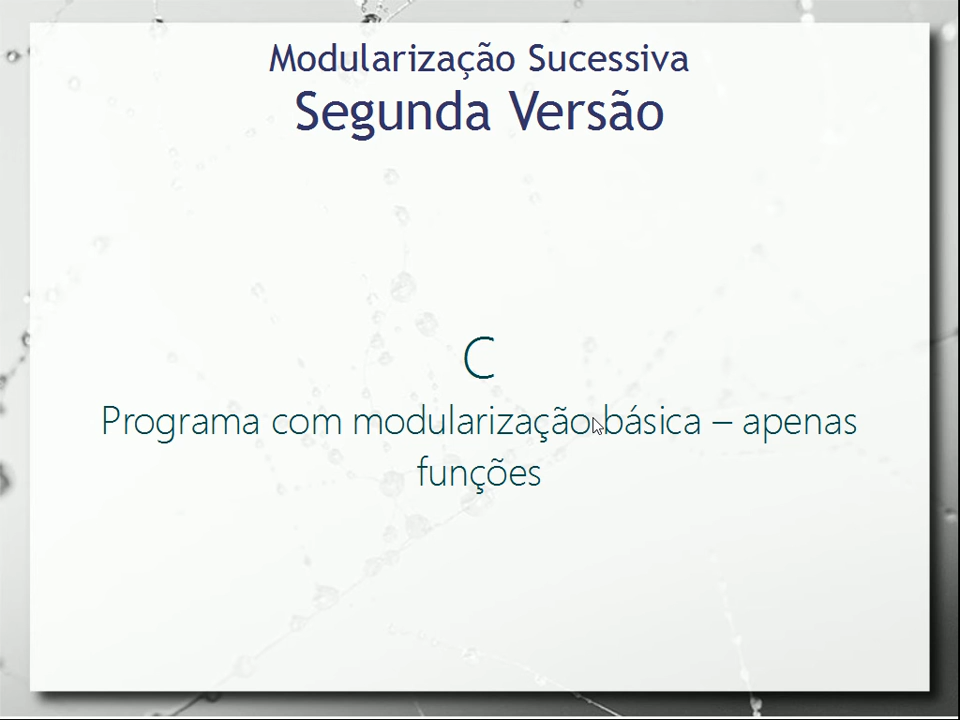 Modularização Sucessiva
Segunda Versão
C
Programa com modularização básica – apenas
funções